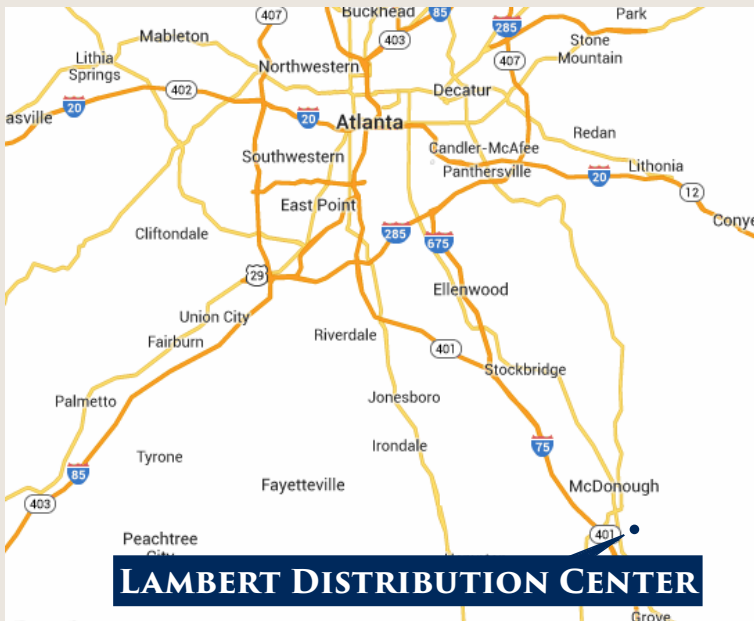 407
Buckhead
85
403
285
Park
Mableton
Stone
Mountain
Lithia
Springs
Northwestern
407
402
Decatur
20
asville
20
Atlanta
Redan
Candler-McAfee
Southwestern
Panthersville
Lithonia
20
12
East Point
Conye
Cliftondale
285
675
29
Ellenwood
Union City
Riverdale
Fairburn
401
Stockbridge
Palmetto
Jonesboro
Irondale
75
Tyrone
85
Fayetteville
McDonough
403
401
Peachtree
City
LAMBERT DISTRIBUTION CENTER
Grove